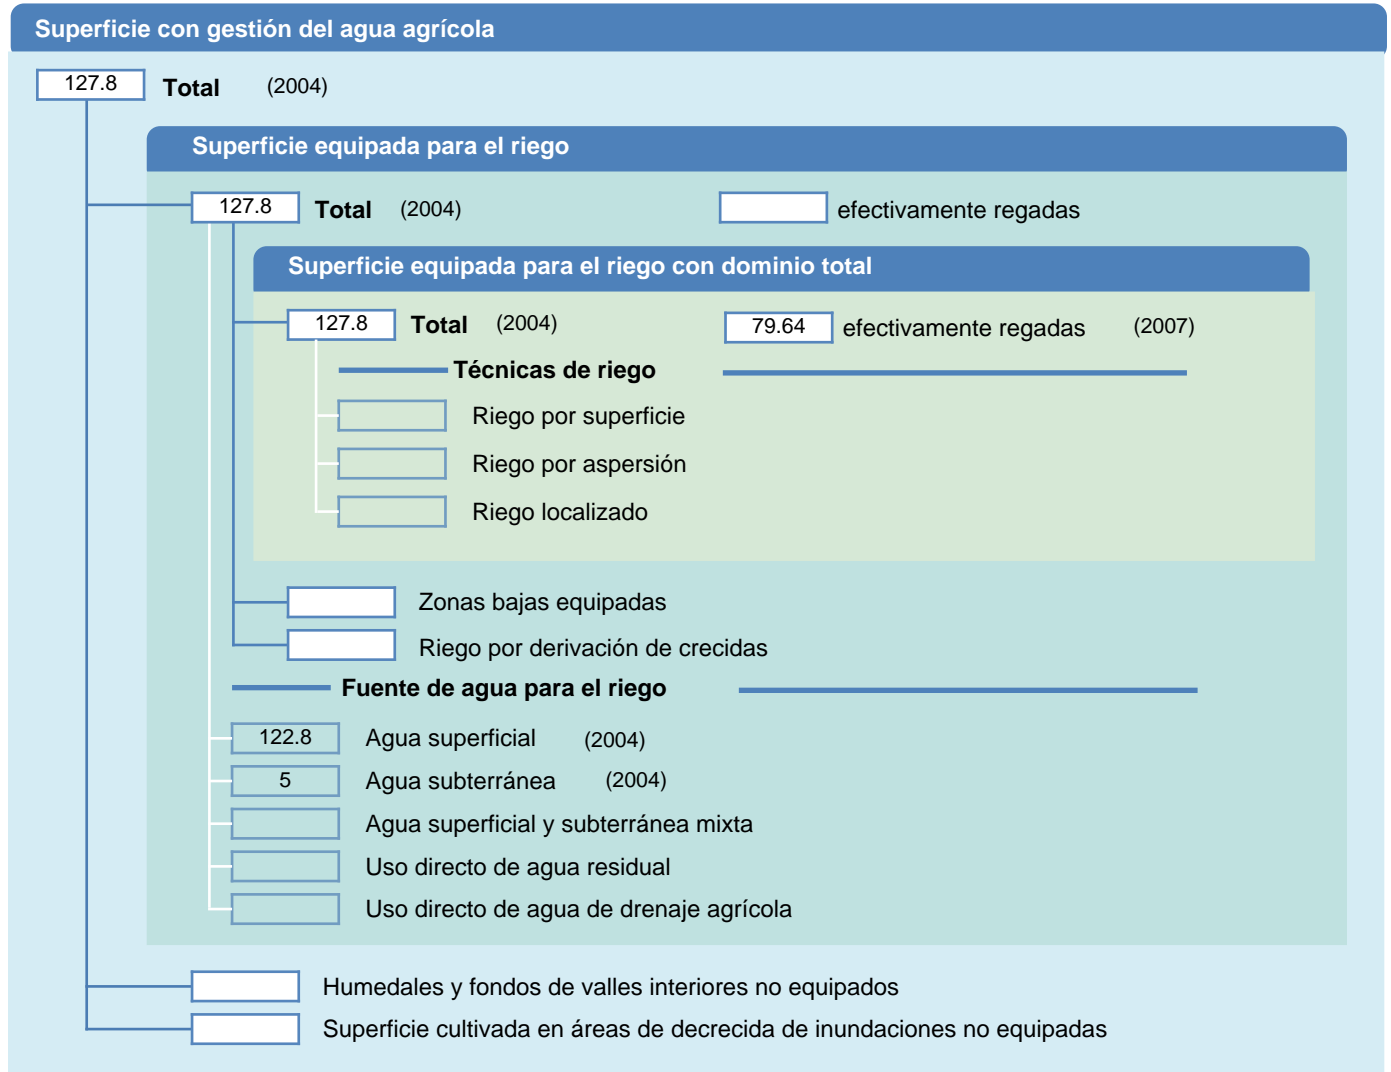 Superficie con gestión del agua agrícola
127.8 Total (2004)
Superficie equipada para el riego
127.8 Total (2004) efectivamente regadas
Superficie equipada para el riego con dominio total
127.8 Total (2004) 79.64 efectivamente regadas (2007)
Técnicas de riego
Riego por superficie
Riego por aspersión
Riego localizado
Zonas bajas equipadas
Riego por derivación de crecidas
Fuente de agua para el riego
122.8 Agua superficial (2004)
5 Agua subterránea (2004)
Agua superficial y subterránea mixta
Uso directo de agua residual
Uso directo de agua de drenaje agrícola
Humedales y fondos de valles interiores no equipados
Superficie cultivada en áreas de decrecida de inundaciones no equipadas